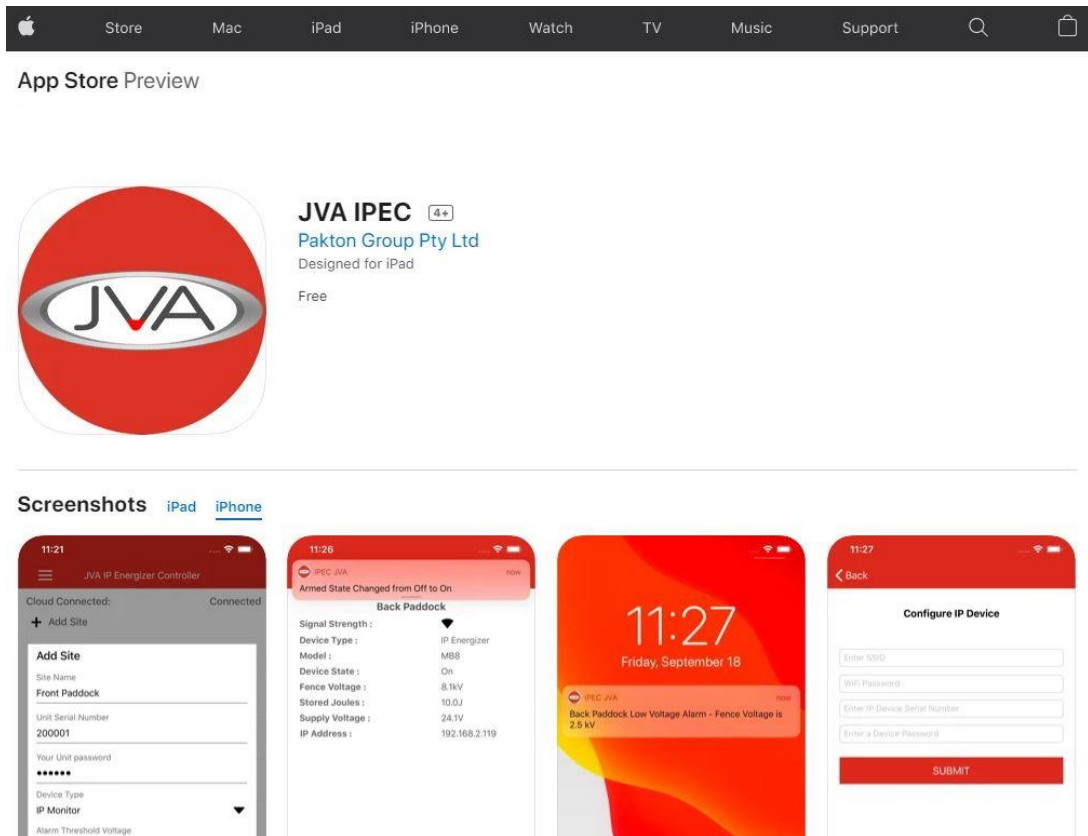 Store Mac iPad iPhone Watch TV Music Support
App Store Preview
JVA
JVA IPEC 4+
Pakton Group Pty Ltd
Designed for iPad
Free
Screenshots iPad iPhone
11:21
JVA IP Energizer Controller
Cloud Connected: Connected
+ Add Site
Add Site
Site Name
Front Paddock
Unit Serial Number
200001
Your Unit password
••••••
Device Type
IP Monitor
Alarm Threshold Voltage
11:26
IPEC JVA now
Armed State Changed from Off to On
Back Paddock
Signal Strength :
Device Type : IP Energizer
Model : MB8
Device State : On
Fence Voltage : 8.1kV
Stored Joules : 10.0J
Supply Voltage : 24.1V
IP Address : 192.168.2.119
11:27
Friday, September 18
IPEC JVA now
Back Paddock Low Voltage Alarm - Fence Voltage is
2.5 kV
11:27
Back
Configure IP Device
Enter SSID
WiFi Password
Enter IP Device Serial Number
Enter a Device Password
SUBMIT